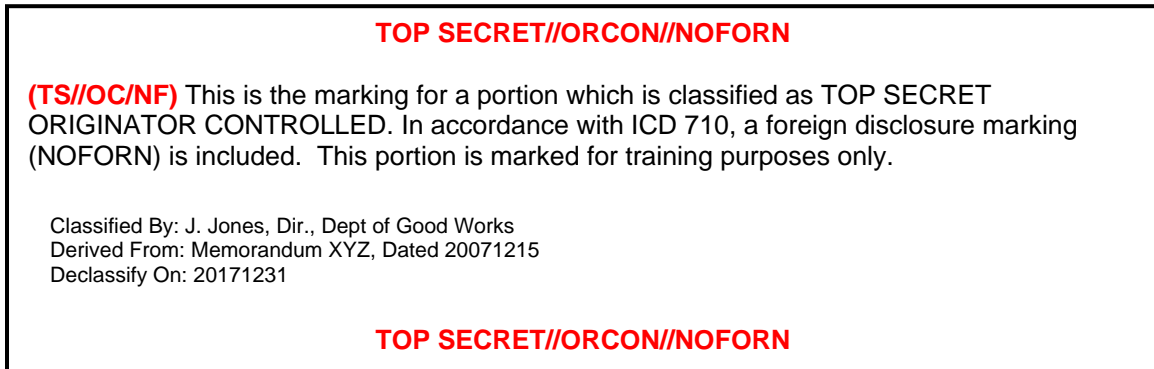 TOP SECRET//ORCON//NOFORN
(TS//OC/NF) This is the marking for a portion which is classified as TOP SECRET
ORIGINATOR CONTROLLED. In accordance with ICD 710, a foreign disclosure marking
(NOFORN) is included.  This portion is marked for training purposes only.
Classified By: J. Jones, Dir., Dept of Good Works
Derived From: Memorandum XYZ, Dated 20071215
Declassify On: 20171231
TOP SECRET//ORCON//NOFORN